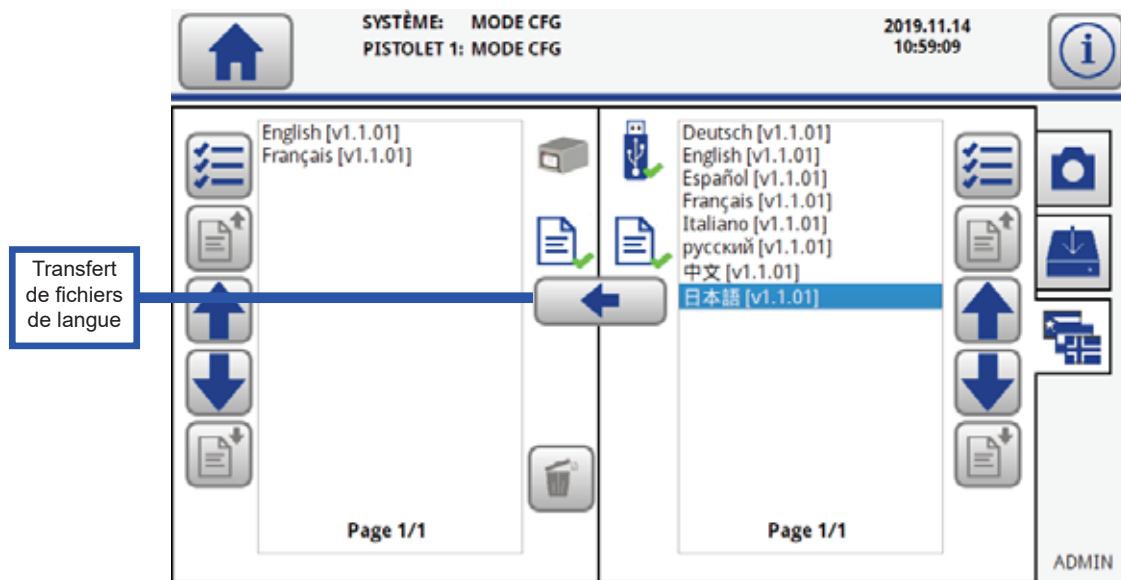 SYSTÈME: MODE CFG
PISTOLET 1: MODE CFG
2019.11.14
10:59:09
i
Transfert
de fichiers
de langue
English [v1.1.01]
Français [v1.1.01]
Page 1/1
Deutsch [v1.1.01]
English [v1.1.01]
Español [v1.1.01]
Français [v1.1.01]
Italiano [v1.1.01]
русский [v1.1.01]
中文 [v1.1.01]
日本語 [v1.1.01]
Page 1/1
ADMIN